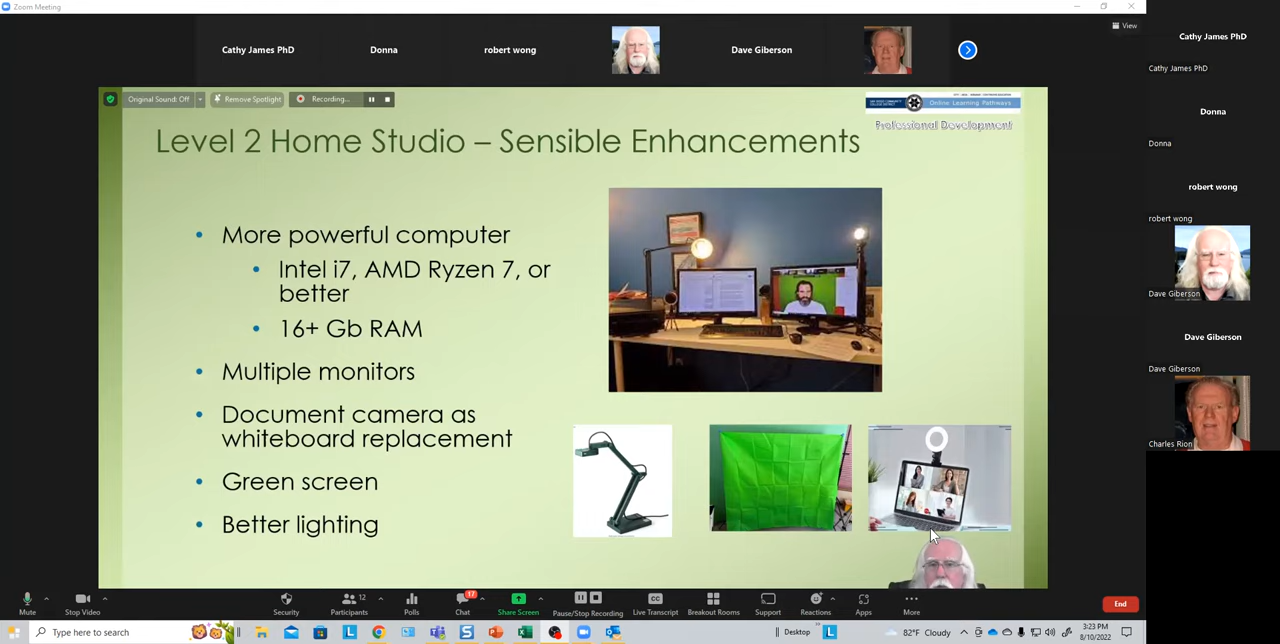 Zoom Meeting
View
Cathy James PhD
Donna
robert wong
Dave Giberson
Original Sound: Off
Remove Spotlight
Recording...
Online Learning Pathways
Professional Development
Level 2 Home Studio – Sensible Enhancements
• More powerful computer
• Intel i7, AMD Ryzen 7, or
better
• 16+ Gb RAM
• Multiple monitors
• Document camera as
whiteboard replacement
• Green screen
• Better lighting
Cathy James PhD
Cathy James PhD
Donna
Donna
robert wong
robert wong
Dave Giberson
Dave Giberson
Dave Giberson
Charles Rion
Mute
Stop Video
Security
12
Participants
Polls
17
Chat
Share Screen
Pause/Stop Recording
CC
Live Transcript
Breakout Rooms
Support
Reactions
Apps
More
End
Type here to search
Desktop
82°F Cloudy
3:23 PM
8/10/2022